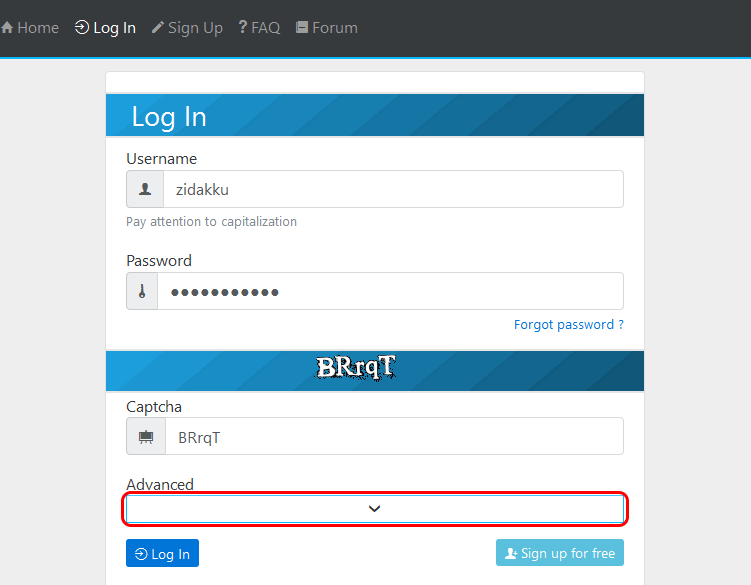 Home Log In Sign Up ? FAQ Forum
Log In
Username
zidakku
Pay attention to capitalization
Password
●●●●●●●●●●●
Forgot password ?
BRrqT
Captcha
BRrqT
Advanced
Log In Sign up for free